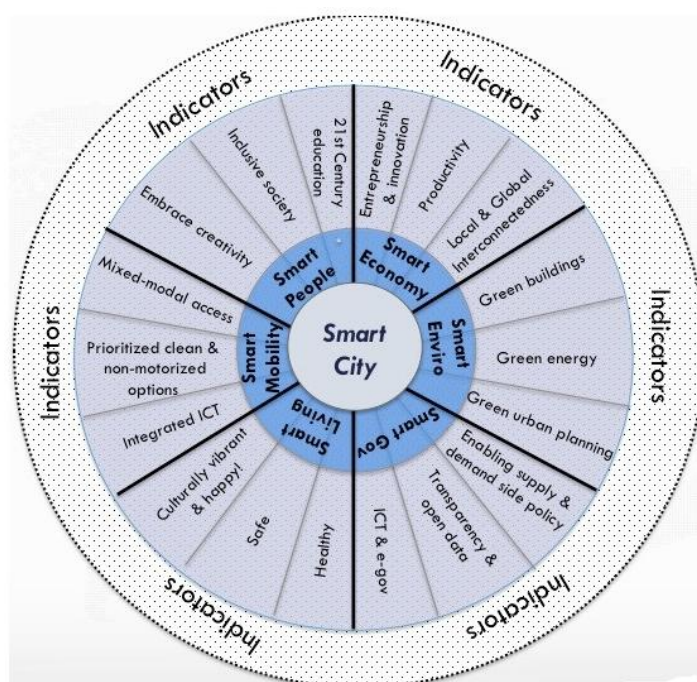 Indicators
Indicators
Indicators
Indicators
Indicators
Indicators
Smart
City
Smart
Economy
Entrepreneurship
& innovation
Productivity
Local & Global
Interconnectedness
Smart
Enviro
Green buildings
Green energy
Green urban planning
Smart Gov
Enabling supply &
demand side policy
Transparency &
open data
ICT & e-gov
Smart
Living
Healthy
Safe
Culturally vibrant
& happy!
Smart
Mobility
Integrated ICT
Prioritized clean &
non-motorized
options
Mixed-modal access
Smart
People
Embrace creativity
Inclusive society
21st Century
education